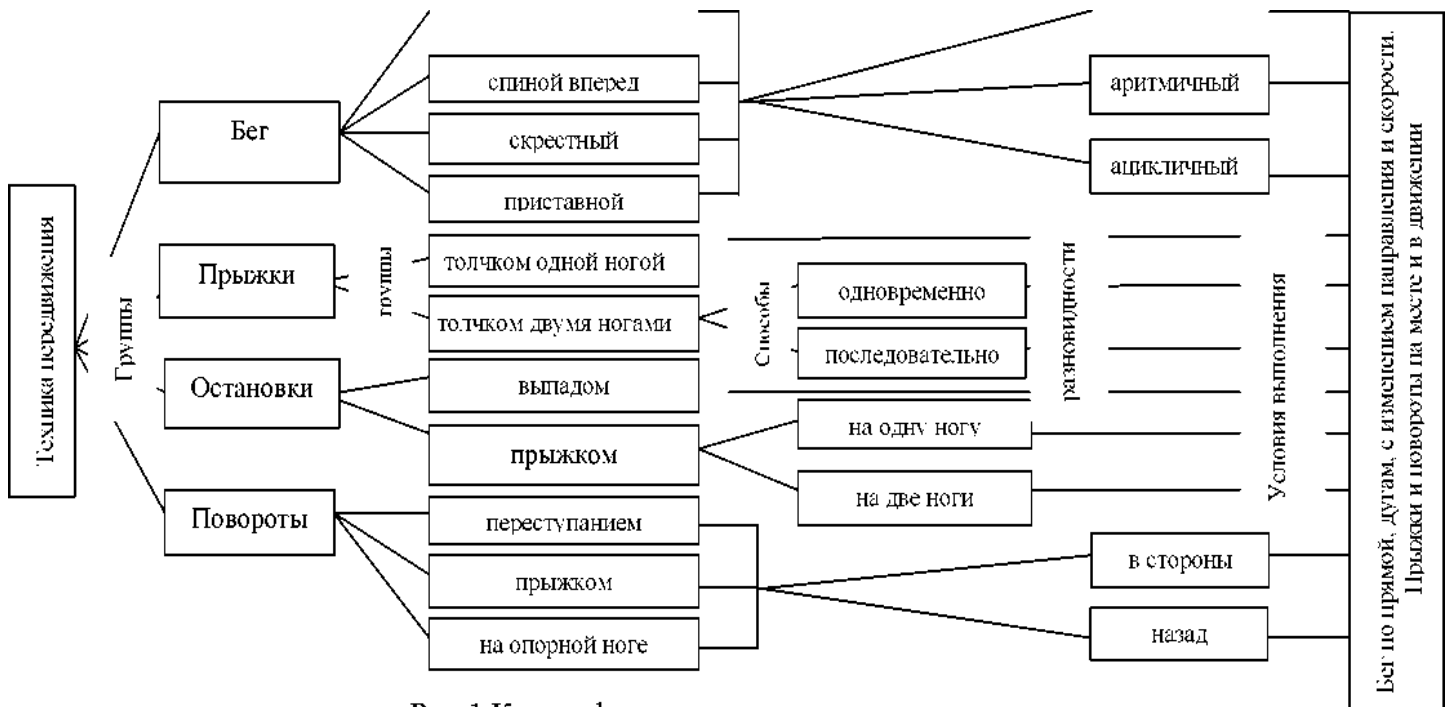 Техника передвижения
Группы
Бег
Прыжки
Остановки
Повороты
группы
спиной вперед
скрестный
приставной
толчком одной ногой
толчком двумя ногами
выпадом
прыжком
переступанием
прыжком
на опорной ноге
Способы
одновременно
последовательно
на одну ногу
на две ноги
разновидности
аритмичный
ацикличный
в стороны
назад
Условия выполнения
Бег по прямой, дугам, с изменением направления и скорости.
Прыжки и повороты на месте и в движении